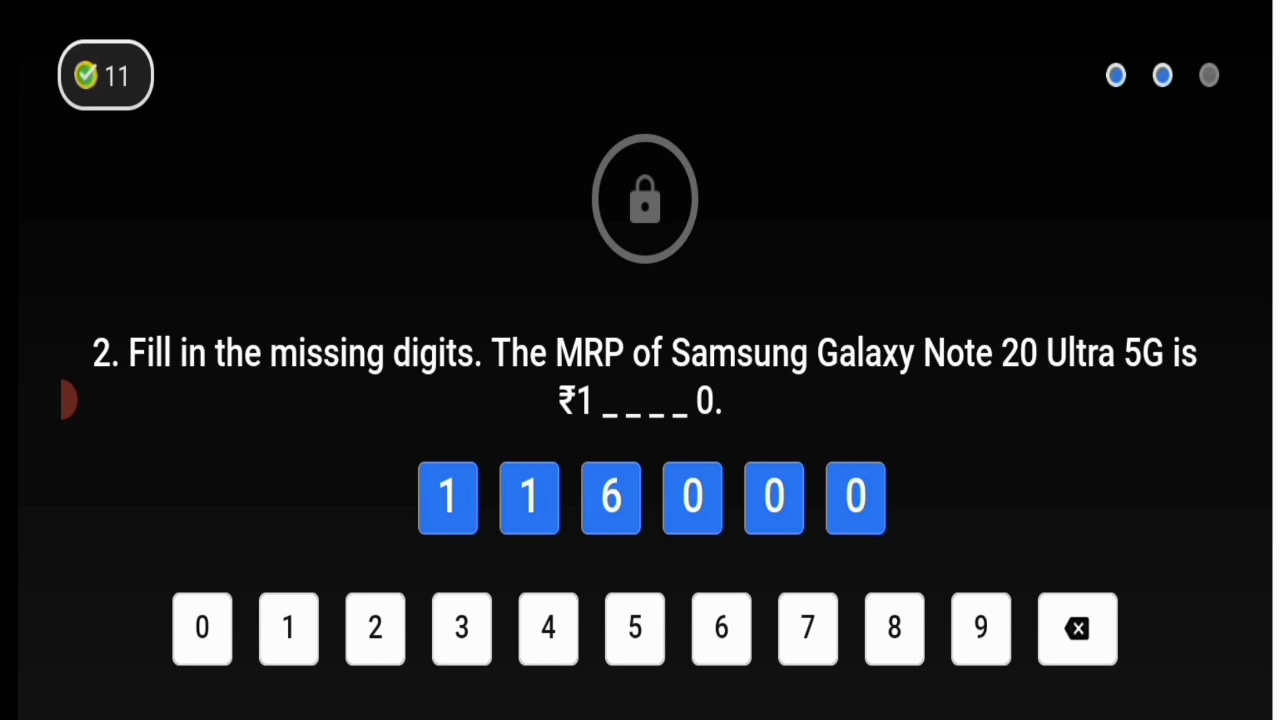 11
2. Fill in the missing digits. The MRP of Samsung Galaxy Note 20 Ultra 5G is
₹1 _ _ _ _ 0.
1 1 6 0 0 0
0 1 2 3 4 5 6 7 8 9